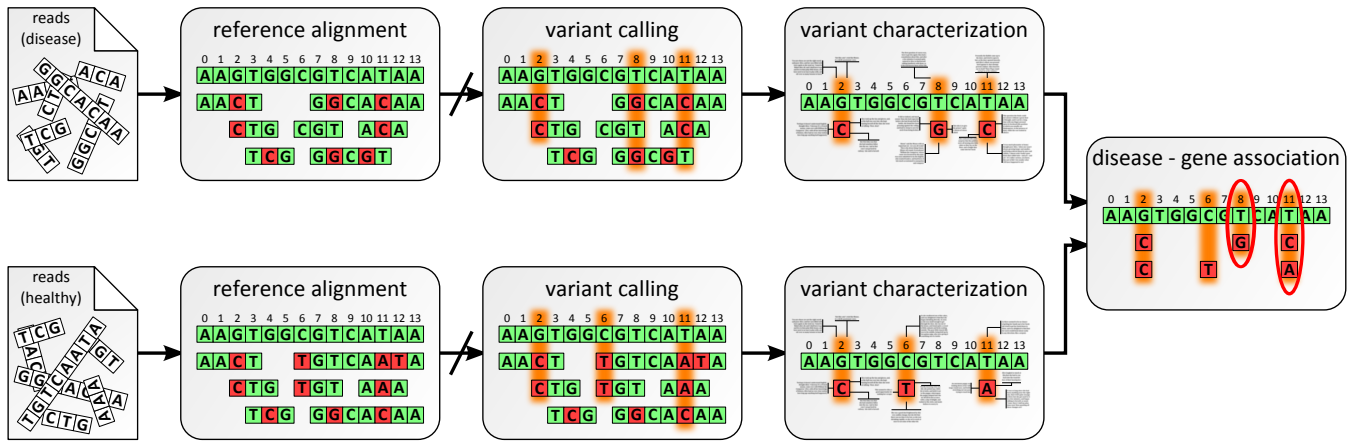 reads
(disease)
ACA
GGCACAA
TCG
reference alignment
0 1 2 3 4 5 6 7 8 9 10 11 12 13
AAGTGGCGTCATAA
AACT GGCACAA
CTG CGT ACA
TCG GGCGT
variant calling
0 1 2 3 4 5 6 7 8 9 10 11 12 13
AAGTGGCGTCATAA
AACT GGCACAA
CTG CGT ACA
TCG GGCGT
variant characterization
0 1 2 3 4 5 6 7 8 9 10 11 12 13
AAGTGGCGTCATAA
C G C
disease - gene association
0 1 2 3 4 5 6 7 8 9 10 11 12 13
AAGTGGCGTCATAA
C G C
C T A
reads
(healthy)
TCG
TGTCAATA
CTG
reference alignment
0 1 2 3 4 5 6 7 8 9 10 11 12 13
AAGTGGCGTCATAA
AACT TGTCAATA
CTG TGT AAA
TCG GGCACAA
variant calling
0 1 2 3 4 5 6 7 8 9 10 11 12 13
AAGTGGCGTCATAA
AACT TGTCAATA
CTG TGT AAA
TCG GGCACAA
variant characterization
0 1 2 3 4 5 6 7 8 9 10 11 12 13
AAGTGGCGTCATAA
C T A